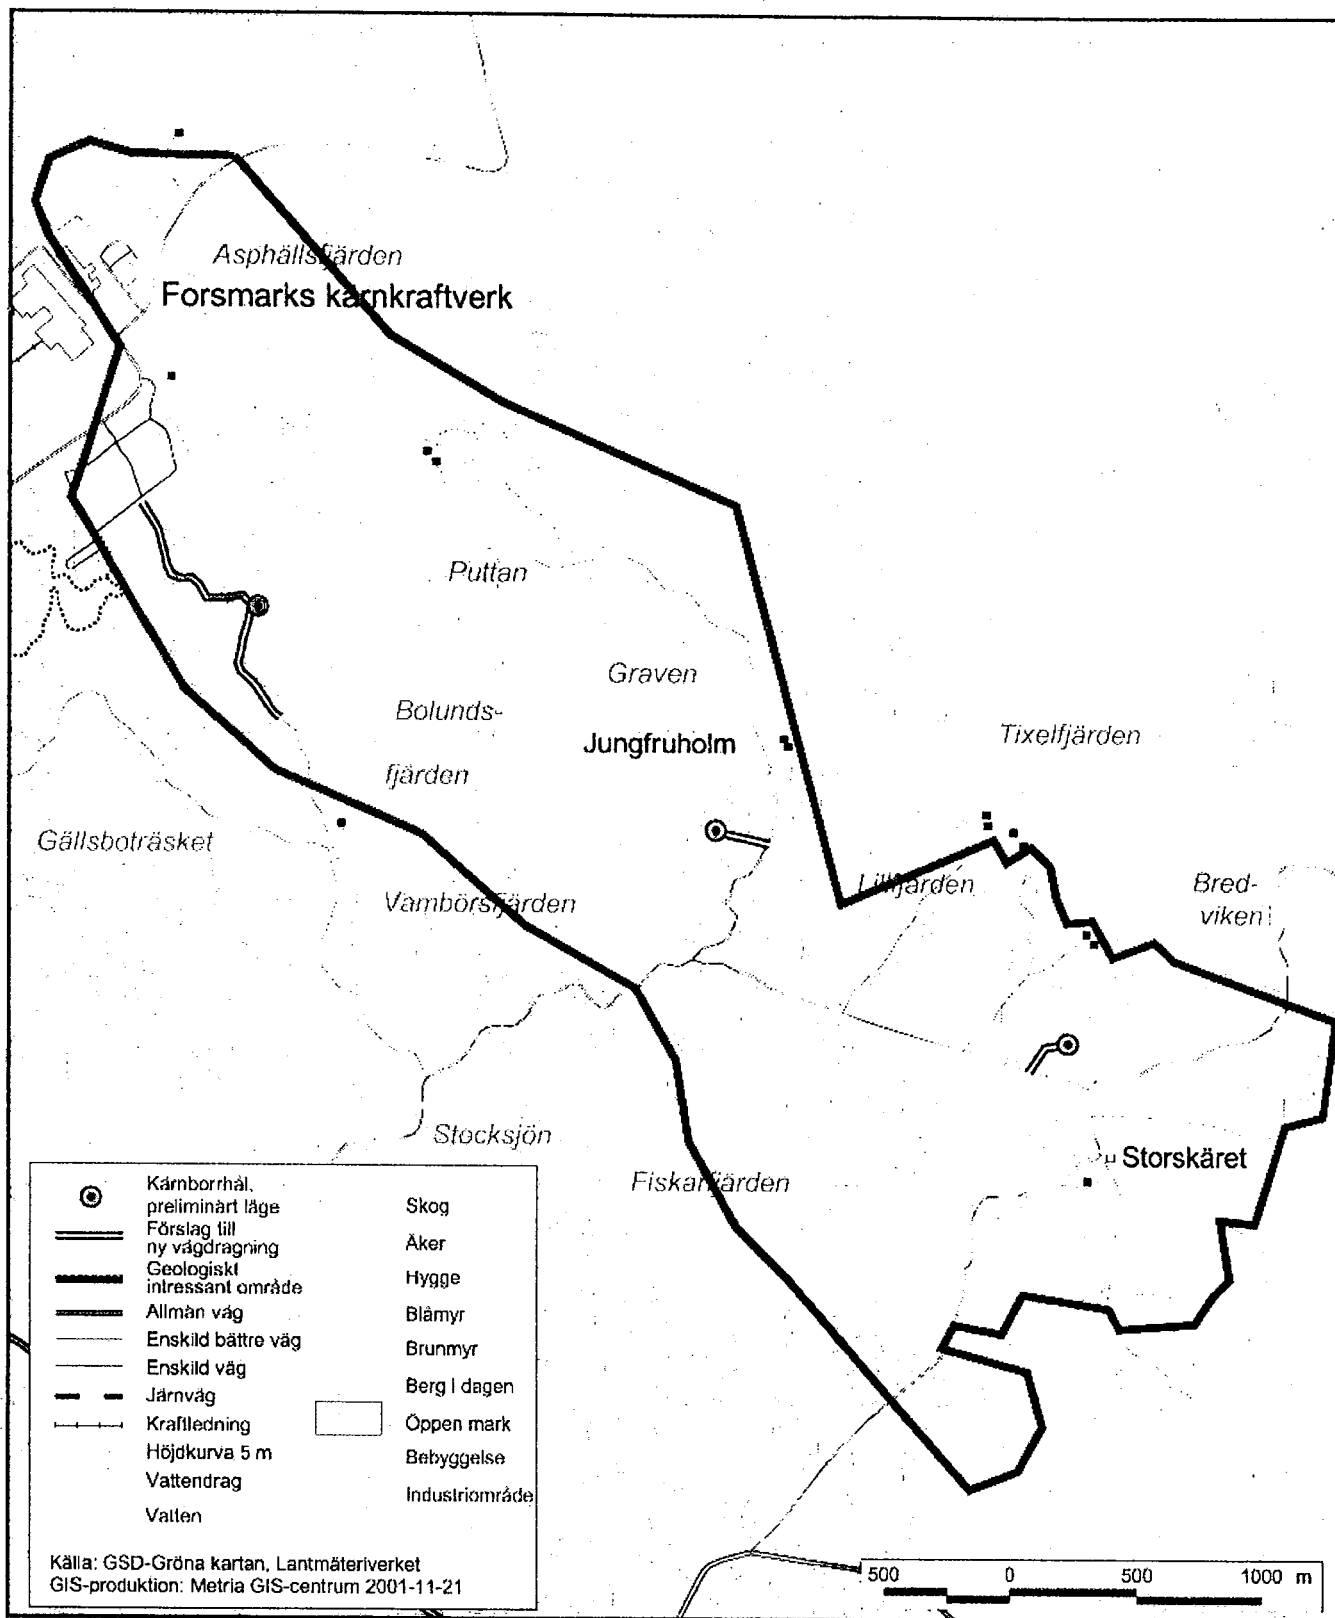 Asphällsfjärden
Forsmarks kärnkraftverk
Puttan
Graven
Bolunds-
fjärden
Jungfruholm
Tixelfjärden
Gällsboträsket
Vambörsfjärden
Lillfjärden
Bred-
viken
Stocksjön
Fiskarfjärden
Storskäret
Kärnborrhål,
preliminärt läge
Förslag till
ny vägdragning
Geologiskt
intressant område
Allmän väg
Enskild bättre väg
Enskild väg
Järnväg
Kraftledning
Höjdkurva 5 m
Vattendrag
Vatten
Skog
Åker
Hygge
Blåmyr
Brunmyr
Berg i dagen
Öppen mark
Bebyggelse
Industriområde
Källa: GSD-Gröna kartan, Lantmäteriverket
GIS-produktion: Metria GIS-centrum 2001-11-21
500 0 500 1000 m